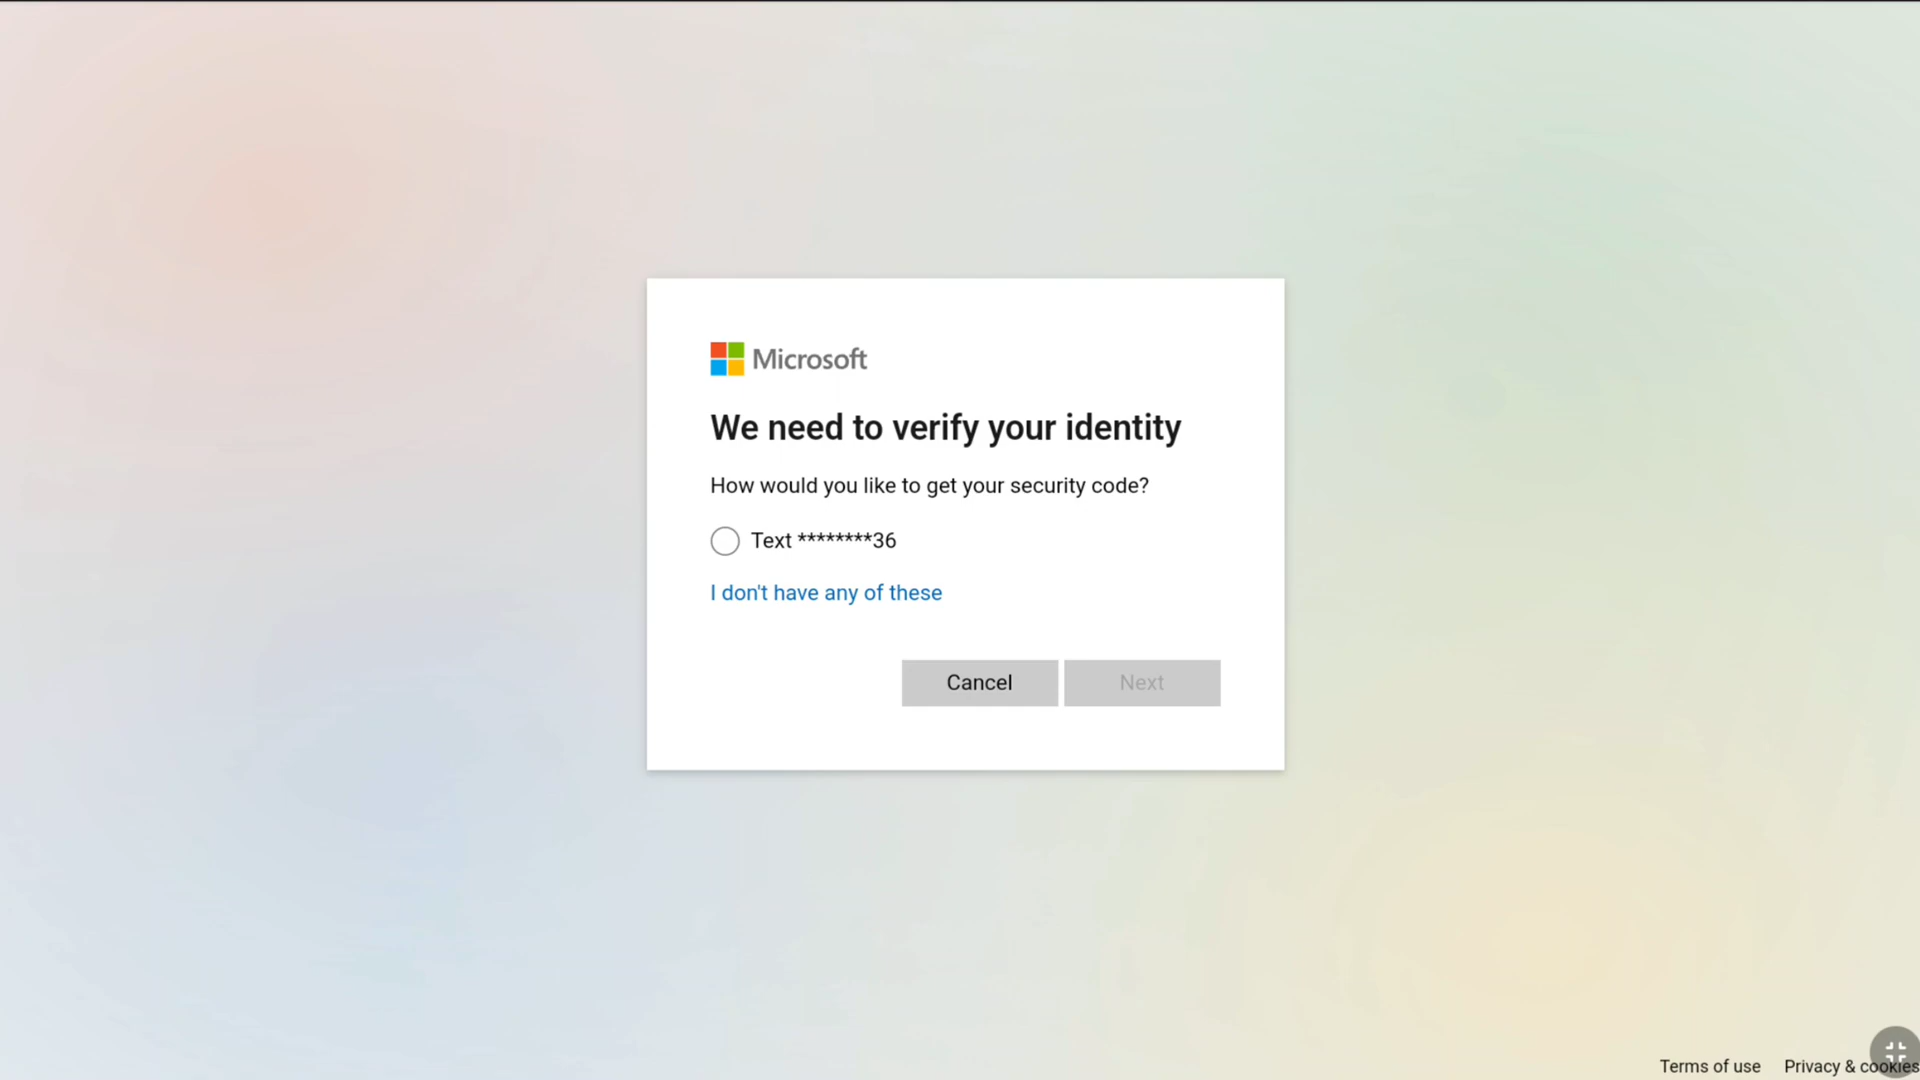 Microsoft
We need to verify your identity
How would you like to get your security code?
Text ********36
I don't have any of these
Cancel
Next
Terms of use
Privacy & cookies